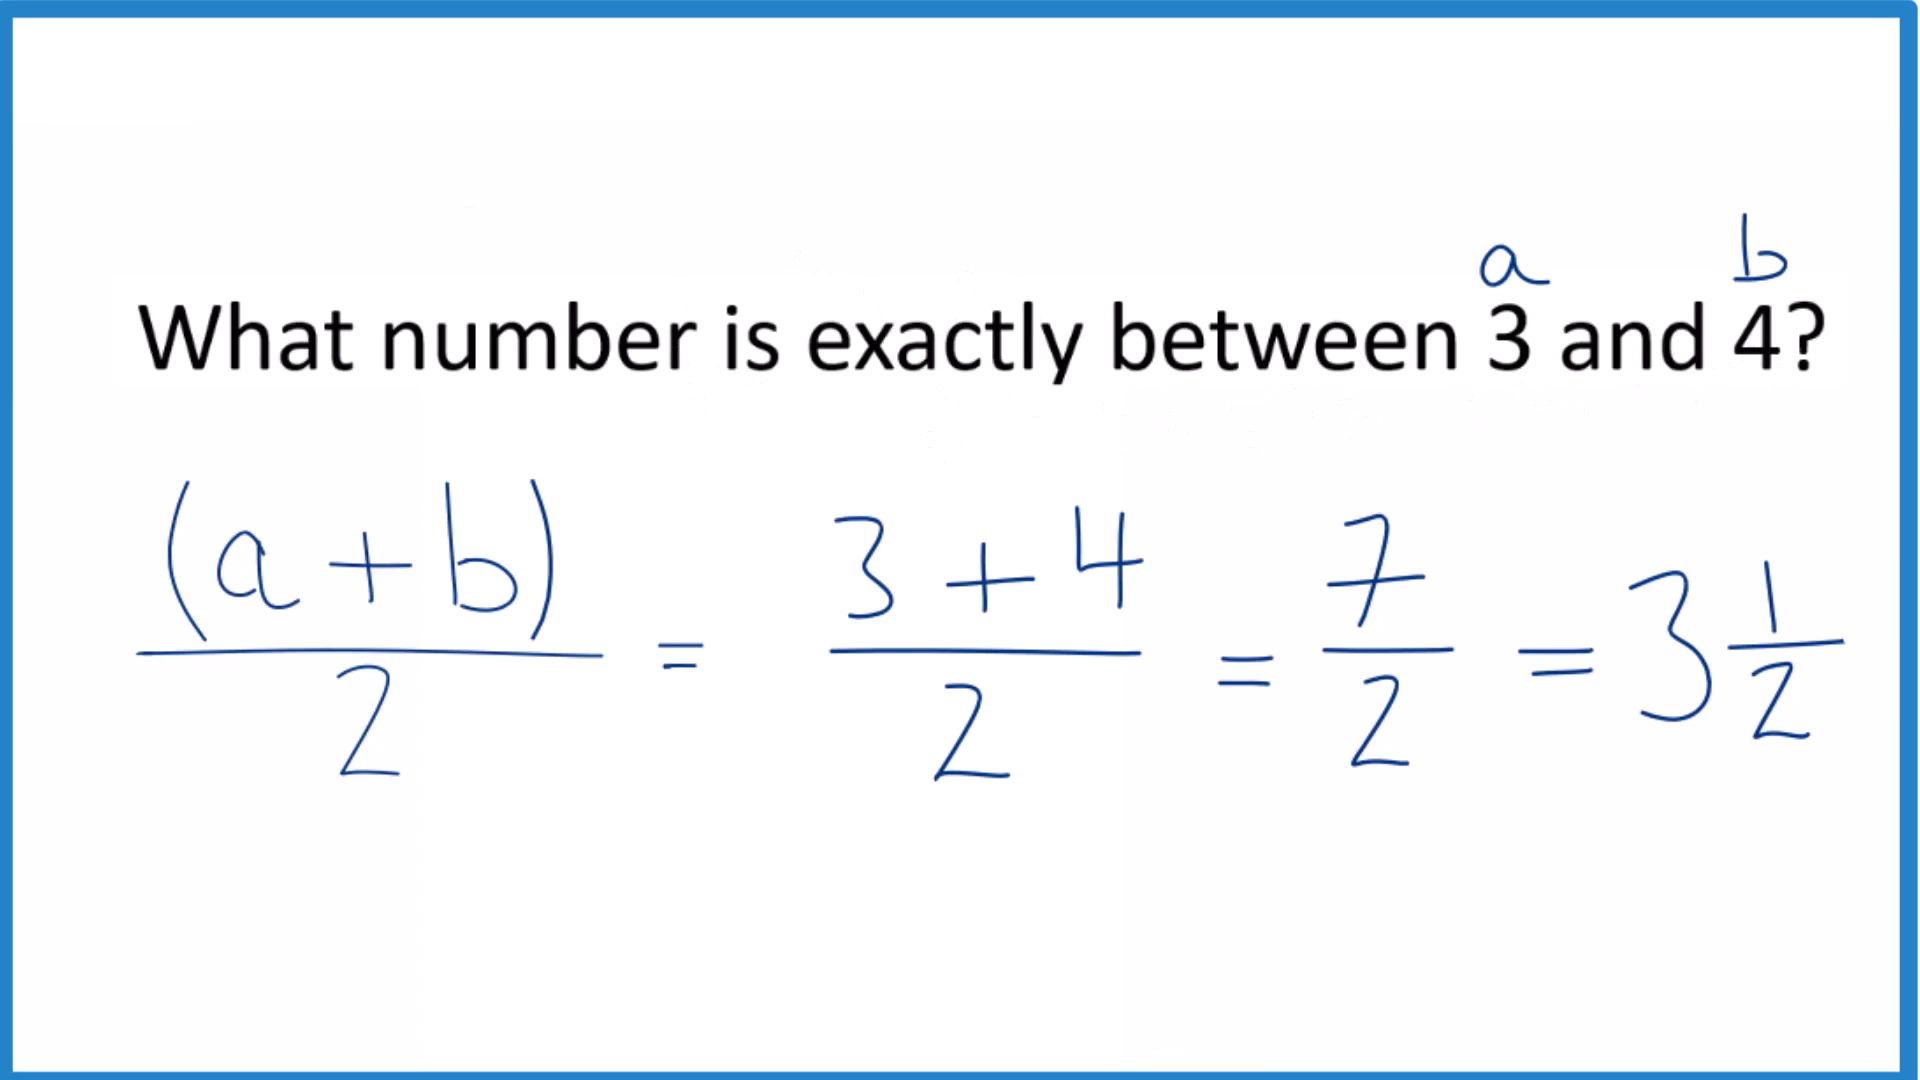 a b
What number is exactly between 3 and 4?
(a+b)/2 = 3+4/2 = 7/2 = 3 1/2